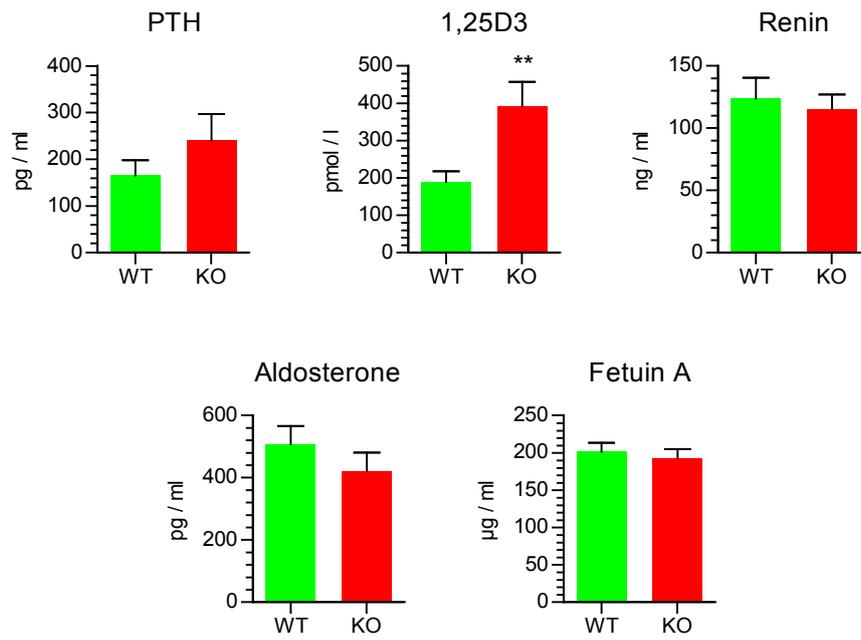 PTH
400
300
200
100
0
pg / ml
WT
KO
1,25D3
500
400
300
200
100
0
pmol / l
**
WT
KO
Renin
150
100
50
0
ng / ml
WT
KO
Aldosterone
600
400
200
0
pg / ml
WT
KO
Fetuin A
250
200
150
100
50
0
µg / ml
WT
KO